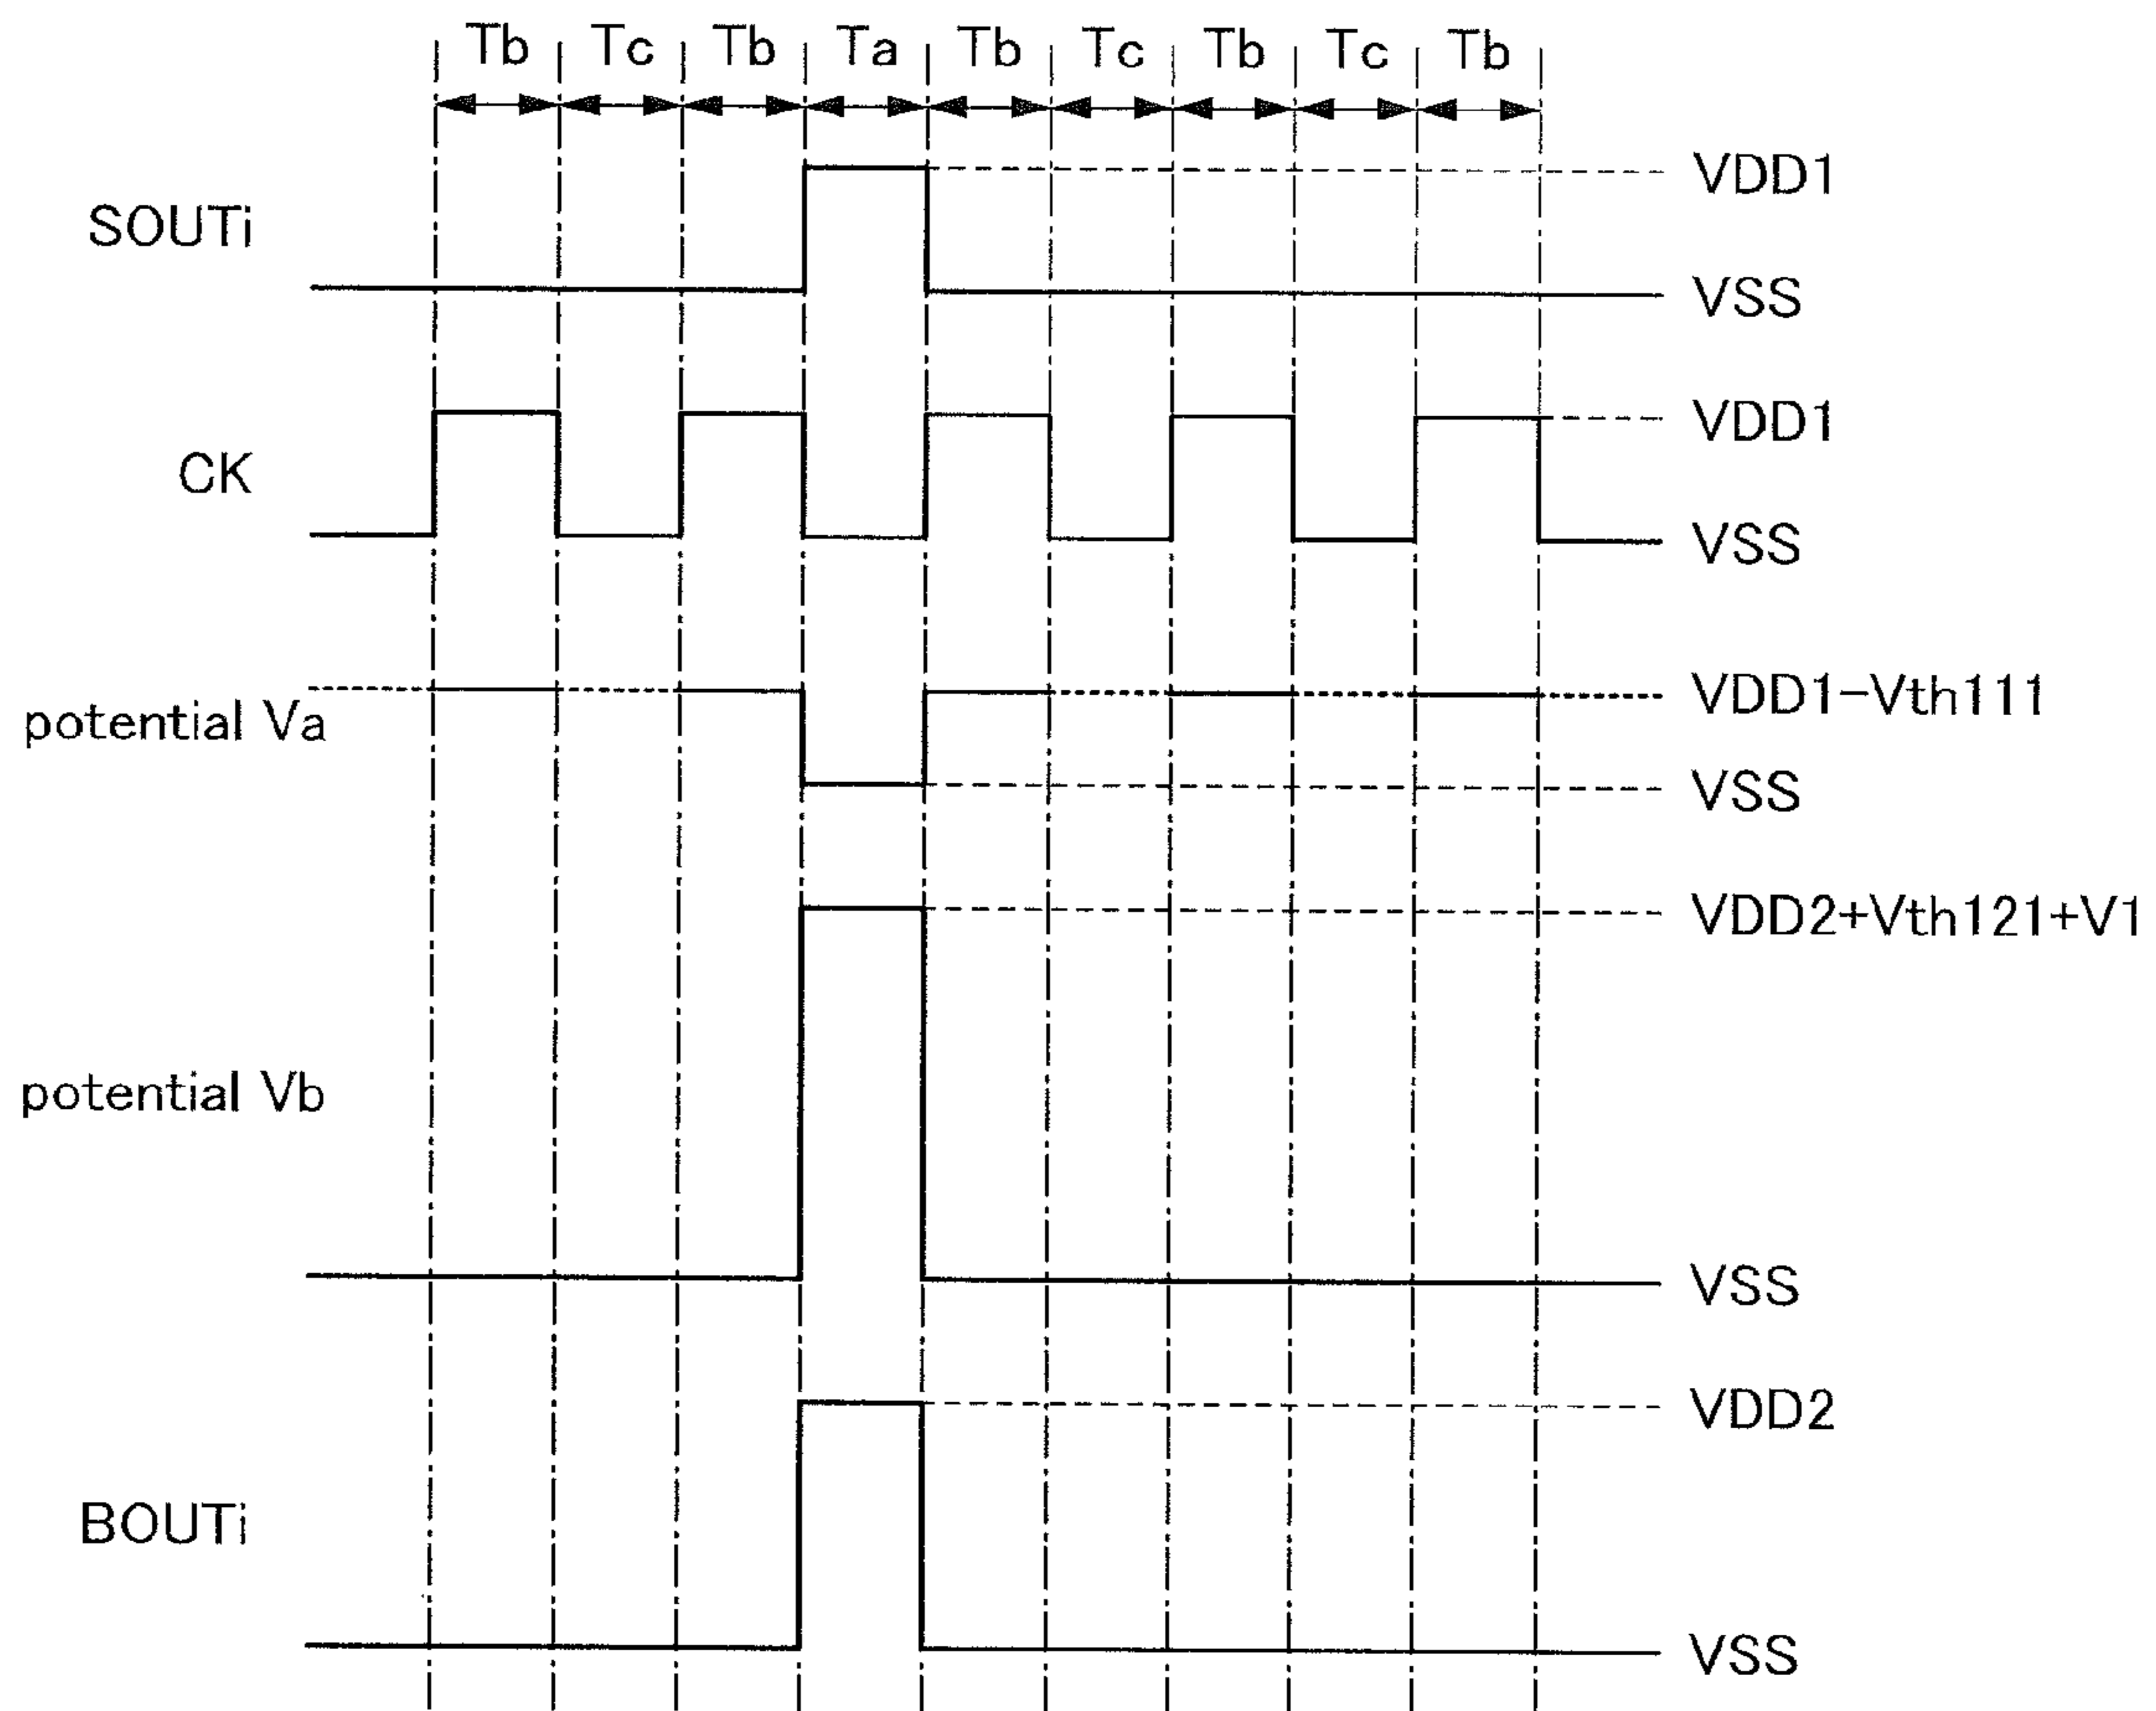 Tb Tc Tb Ta Tb Tc Tb Tc Tb
VDD1
SOUTi
VSS
VDD1
CK
VSS
VDD1-Vth111
potential Va
VSS
VDD2+Vth121+V1
potential Vb
VSS
VDD2
BOUTi
VSS